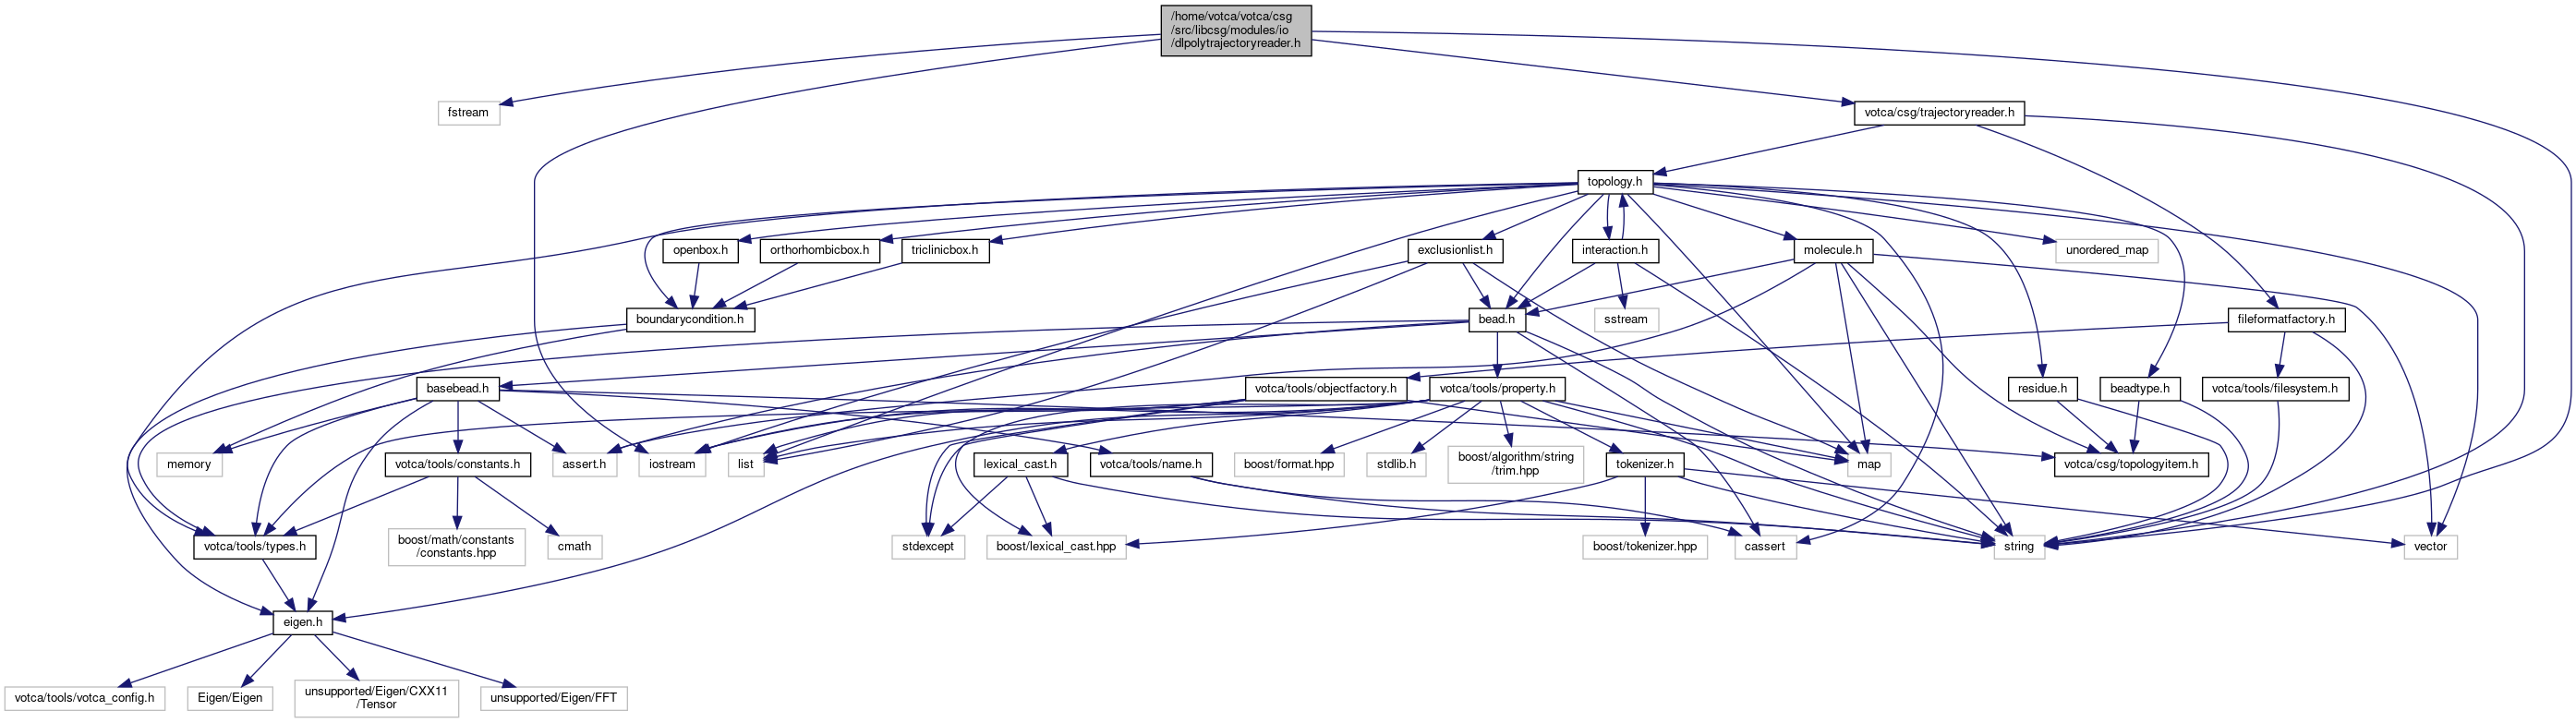 /home/votca/votca/csg
/src/libcsg/modules/io
/dlpolytrajectoryreader.h
fstream
votca/csg/trajectoryreader.h
topology.h
openbox.h
orthorhombicbox.h
triclinicbox.h
exclusionlist.h
interaction.h
molecule.h
unordered_map
boundarycondition.h
bead.h
sstream
fileformatfactory.h
basebead.h
votca/tools/objectfactory.h
votca/tools/property.h
residue.h
beadtype.h
votca/tools/filesystem.h
memory
votca/tools/constants.h
assert.h
iostream
list
lexical_cast.h
votca/tools/name.h
boost/format.hpp
stdlib.h
boost/algorithm/string
/trim.hpp
tokenizer.h
map
votca/csg/topologyitem.h
votca/tools/types.h
boost/math/constants
/constants.hpp
cmath
stdexcept
boost/lexical_cast.hpp
boost/tokenizer.hpp
cassert
string
vector
eigen.h
votca/tools/votca_config.h
Eigen/Eigen
unsupported/Eigen/CXX11
/Tensor
unsupported/Eigen/FFT